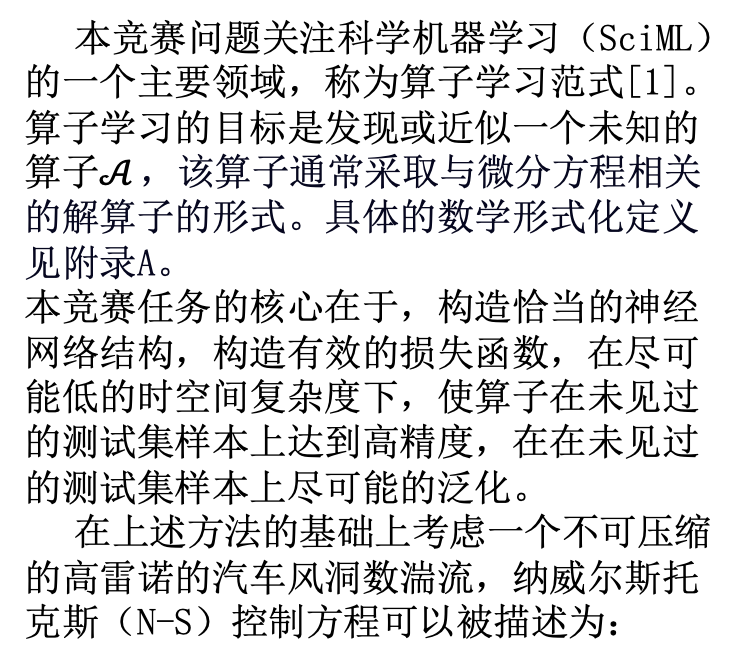 本竞赛问题关注科学机器学习（SciML）
的一个主要领域，称为算子学习范式[1]。
算子学习的目标是发现或近似一个未知的
算子𝓐，该算子通常采取与微分方程相关
的解算子的形式。具体的数学形式化定义
见附录A。
本竞赛任务的核心在于，构造恰当的神经
网络结构，构造有效的损失函数，在尽可
能低的时空间复杂度下，使算子在未见过
的测试集样本上达到高精度，在在未见过
的测试集样本上尽可能的泛化。
在上述方法的基础上考虑一个不可压缩
的高雷诺的汽车风洞数湍流，纳威尔斯托
克斯（N-S）控制方程可以被描述为：